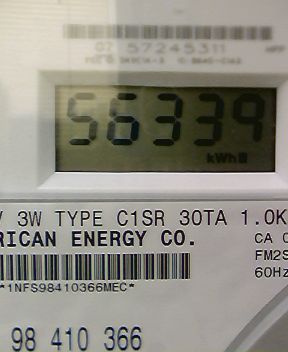 07 57245311
56339
kWh
V 3W TYPE C1SR 30TA 1.0K
RICAN ENERGY CO.
CA
FM2S
60Hz
*1NFS98410366MEC*
98 410 366